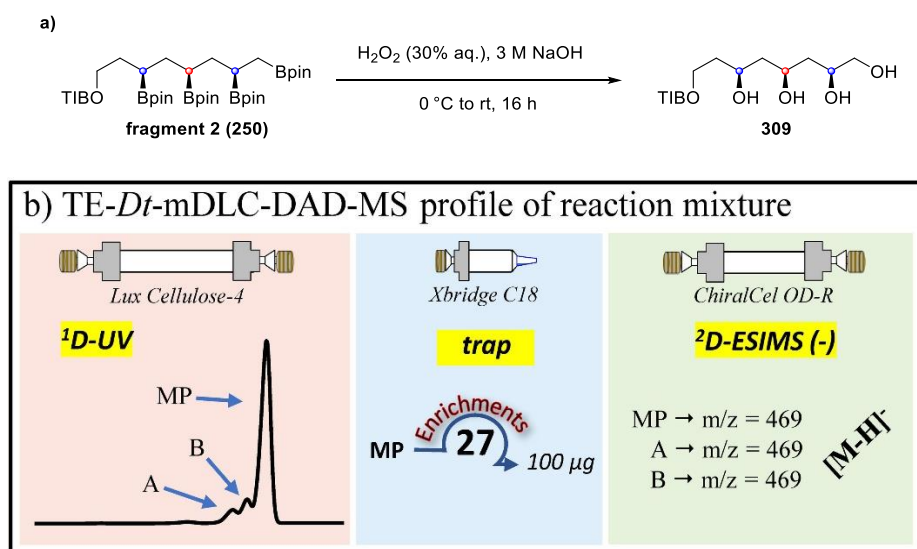 a)
H₂O₂ (30% aq.), 3 M NaOH
0 °C to rt, 16 h
TIBO
Bpin
Bpin
Bpin
Bpin
fragment 2 (250)
TIBO
OH
OH
OH
OH
309
b) TE-Dt-mDLC-DAD-MS profile of reaction mixture
Lux Cellulose-4
¹D-UV
MP
B
A
Xbridge C18
trap
Enrichments
MP
27
100 µg
ChiralCel OD-R
²D-ESIMS (-)
MP → m/z = 469
A → m/z = 469
B → m/z = 469
[M-H]⁻